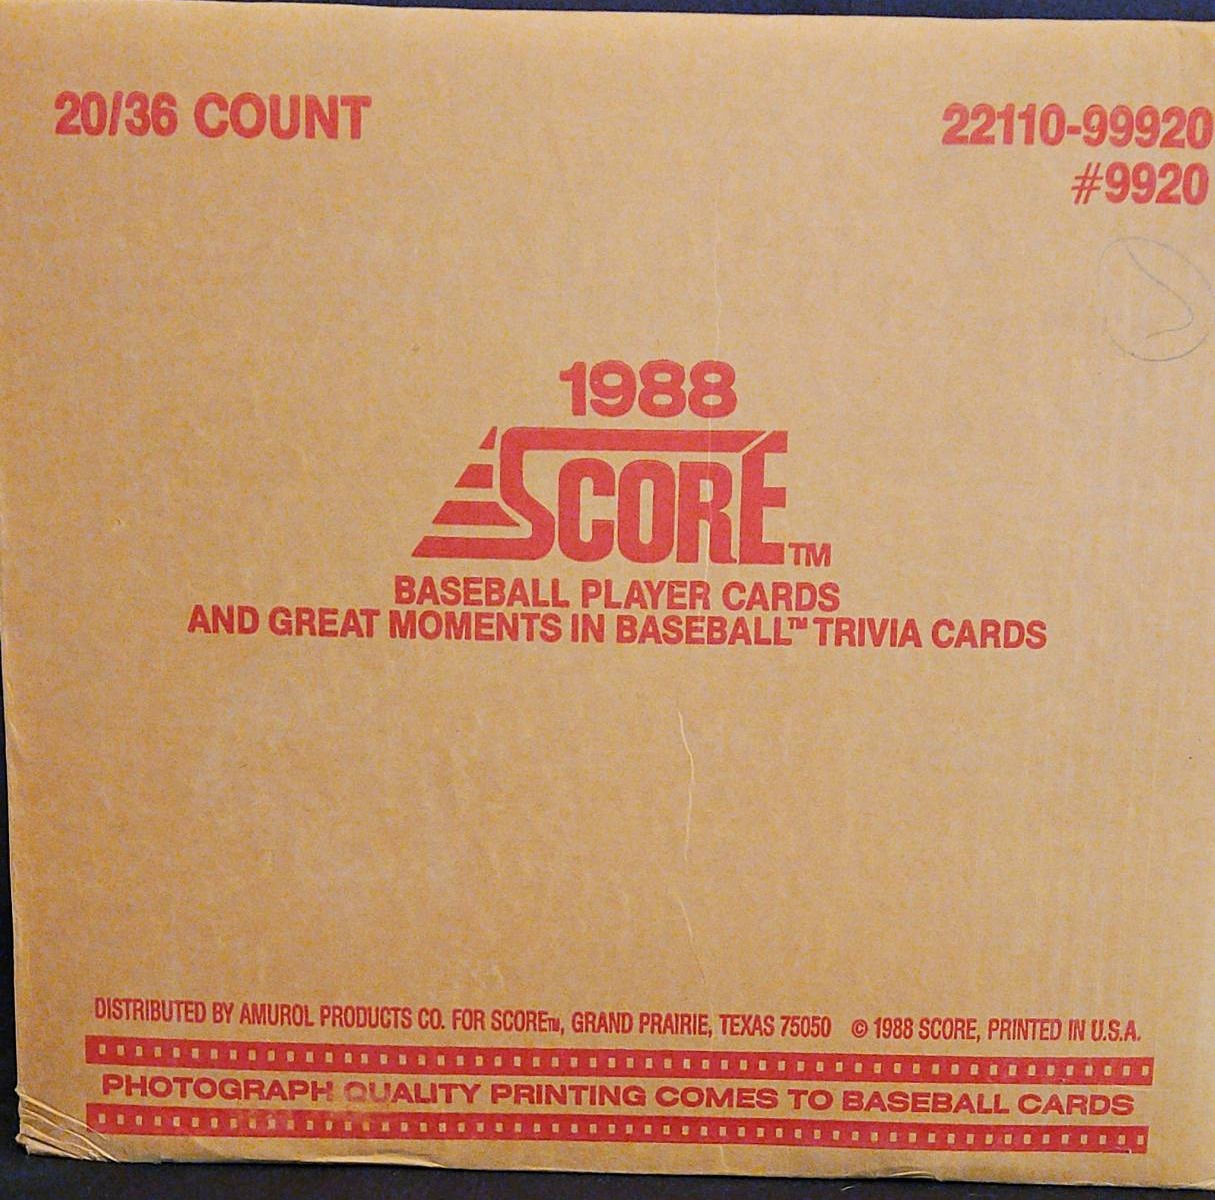 20/36 COUNT
22110-99920
#9920
1988
SCORE™
BASEBALL PLAYER CARDS
AND GREAT MOMENTS IN BASEBALL™ TRIVIA CARDS
DISTRIBUTED BY AMUROL PRODUCTS CO. FOR SCORE™, GRAND PRAIRIE, TEXAS 75050 © 1988 SCORE, PRINTED IN U.S.A.
PHOTOGRAPH QUALITY PRINTING COMES TO BASEBALL CARDS